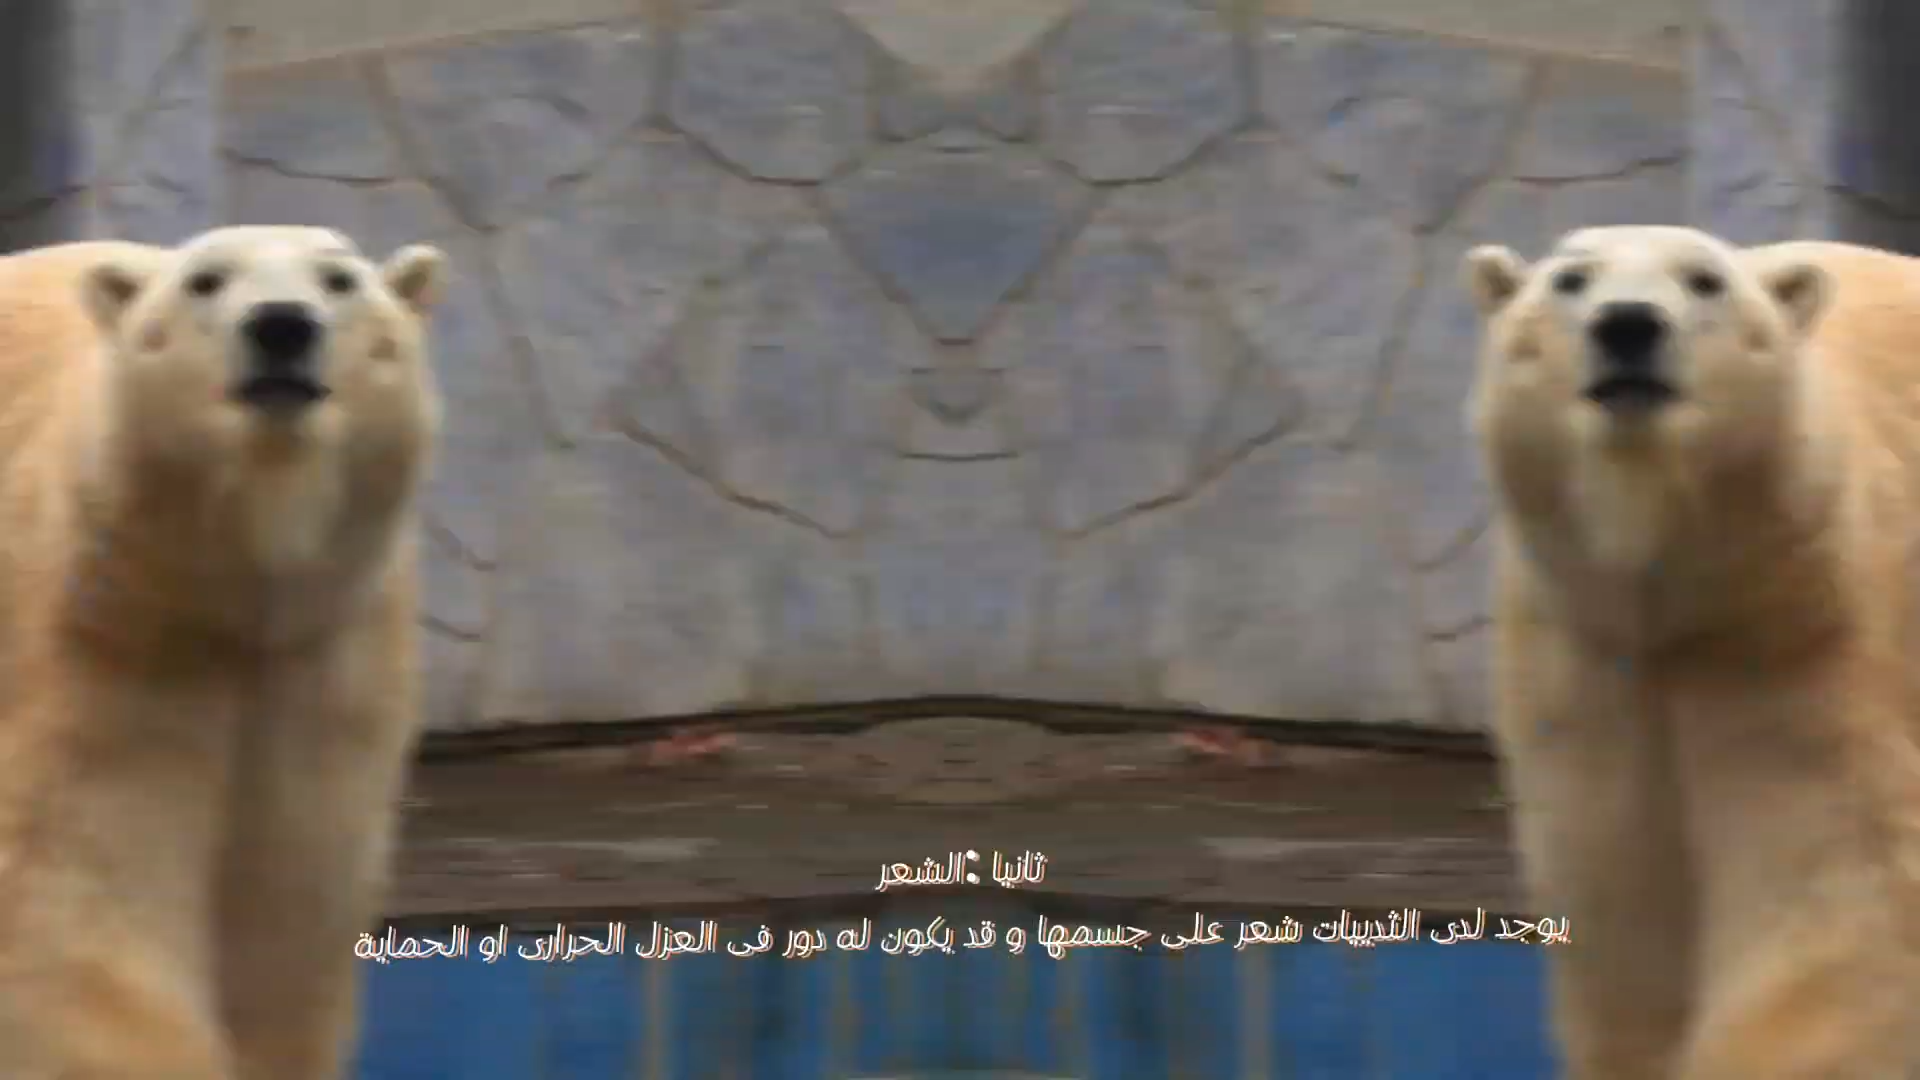 ثانيا :الشعر
يوجد لدى الثدييات شعر على جسمها و قد يكون له دور فى العزل الحرارى او الحماية